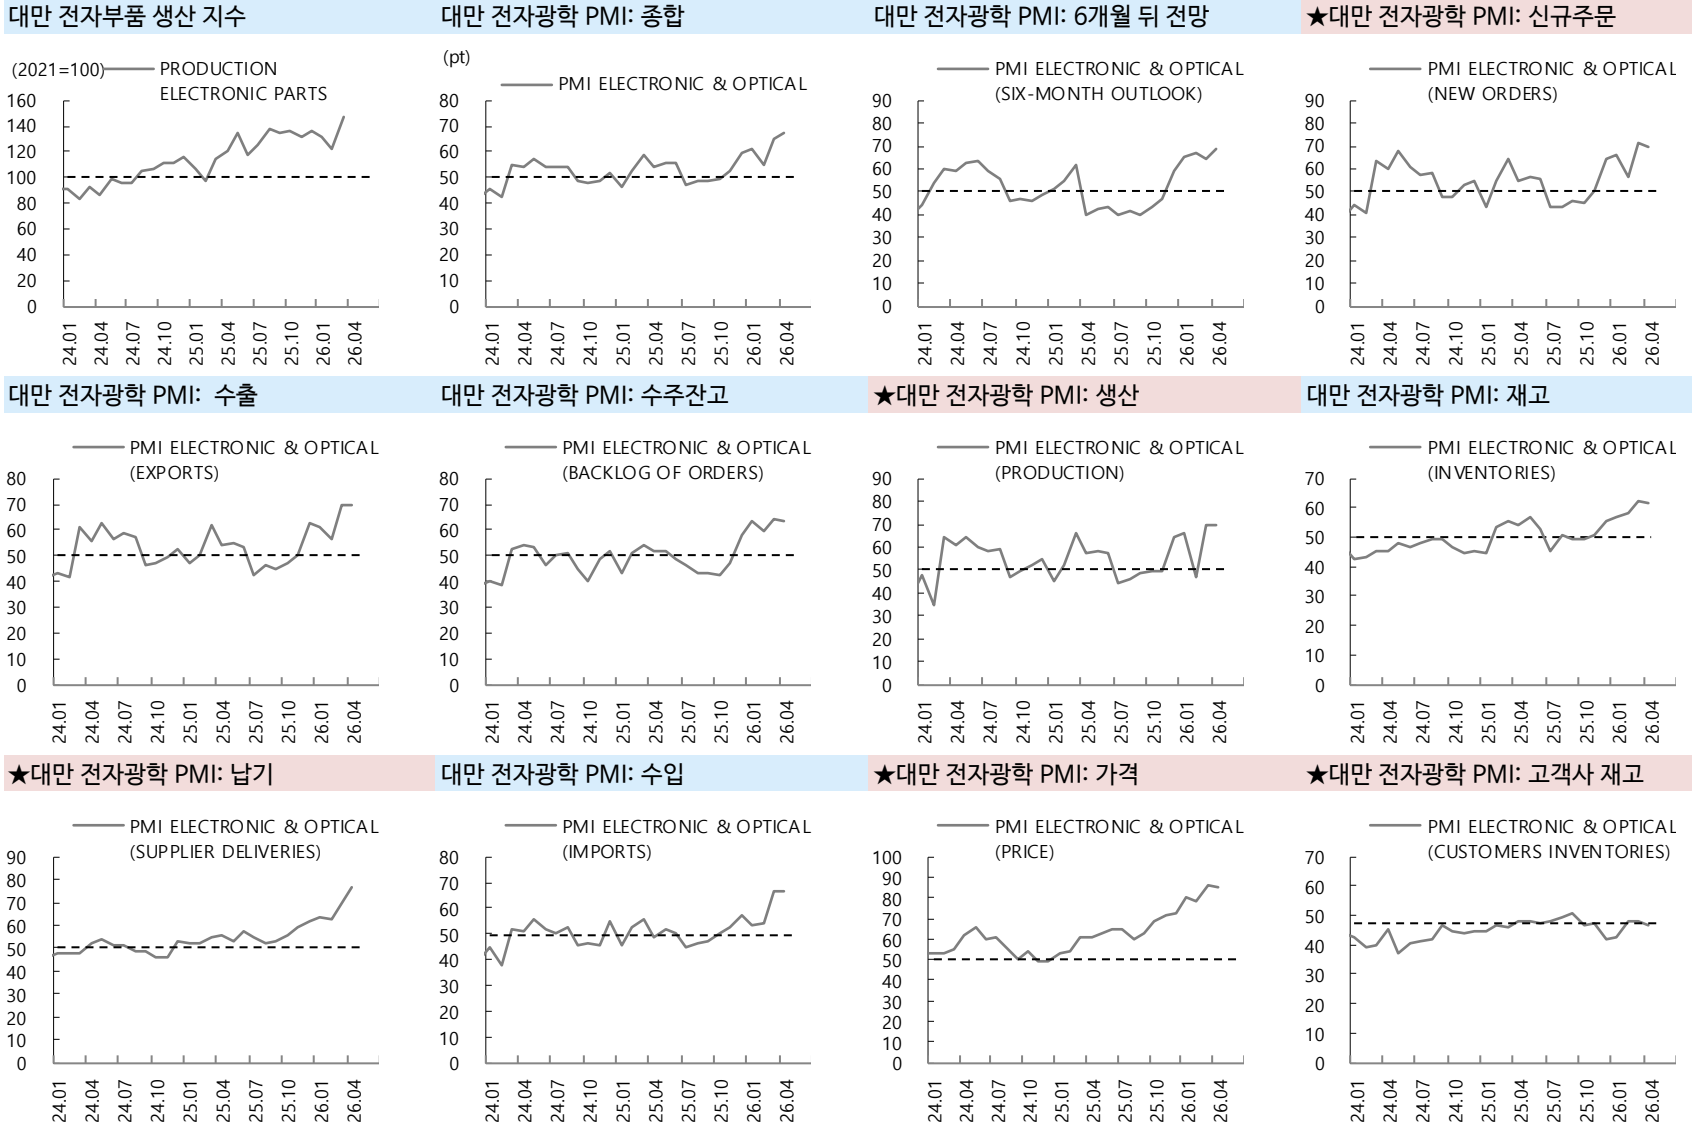 대만 전자부품 생산 지수
(2021=100)
PRODUCTION
ELECTRONIC PARTS
160
140
120
100
80
60
40
20
0
24.01 24.04 24.07 24.10 25.01 25.04 25.07 25.10 26.01 26.04
대만 전자광학 PMI: 종합
(pt)
PMI ELECTRONIC & OPTICAL
80
70
60
50
40
30
20
10
0
24.01 24.04 24.07 24.10 25.01 25.04 25.07 25.10 26.01 26.04
대만 전자광학 PMI: 6개월 뒤 전망
PMI ELECTRONIC & OPTICAL
(SIX-MONTH OUTLOOK)
90
80
70
60
50
40
30
20
10
0
24.01 24.04 24.07 24.10 25.01 25.04 25.07 25.10 26.01 26.04
★대만 전자광학 PMI: 신규주문
PMI ELECTRONIC & OPTICAL
(NEW ORDERS)
90
80
70
60
50
40
30
20
10
0
24.01 24.04 24.07 24.10 25.01 25.04 25.07 25.10 26.01 26.04
대만 전자광학 PMI: 수출
PMI ELECTRONIC & OPTICAL
(EXPORTS)
80
70
60
50
40
30
20
10
0
24.01 24.04 24.07 24.10 25.01 25.04 25.07 25.10 26.01 26.04
대만 전자광학 PMI: 수주잔고
PMI ELECTRONIC & OPTICAL
(BACKLOG OF ORDERS)
80
70
60
50
40
30
20
10
0
24.01 24.04 24.07 24.10 25.01 25.04 25.07 25.10 26.01 26.04
★대만 전자광학 PMI: 생산
PMI ELECTRONIC & OPTICAL
(PRODUCTION)
90
80
70
60
50
40
30
20
10
0
24.01 24.04 24.07 24.10 25.01 25.04 25.07 25.10 26.01 26.04
대만 전자광학 PMI: 재고
PMI ELECTRONIC & OPTICAL
(INVENTORIES)
70
60
50
40
30
20
10
0
24.01 24.04 24.07 24.10 25.01 25.04 25.07 25.10 26.01 26.04
★대만 전자광학 PMI: 납기
PMI ELECTRONIC & OPTICAL
(SUPPLIER DELIVERIES)
90
80
70
60
50
40
30
20
10
0
24.01 24.04 24.07 24.10 25.01 25.04 25.07 25.10 26.01 26.04
대만 전자광학 PMI: 수입
PMI ELECTRONIC & OPTICAL
(IMPORTS)
80
70
60
50
40
30
20
10
0
24.01 24.04 24.07 24.10 25.01 25.04 25.07 25.10 26.01 26.04
★대만 전자광학 PMI: 가격
PMI ELECTRONIC & OPTICAL
(PRICE)
100
90
80
70
60
50
40
30
20
10
0
24.01 24.04 24.07 24.10 25.01 25.04 25.07 25.10 26.01 26.04
★대만 전자광학 PMI: 고객사 재고
PMI ELECTRONIC & OPTICAL
(CUSTOMERS INVENTORIES)
70
60
50
40
30
20
10
0
24.01 24.04 24.07 24.10 25.01 25.04 25.07 25.10 26.01 26.04